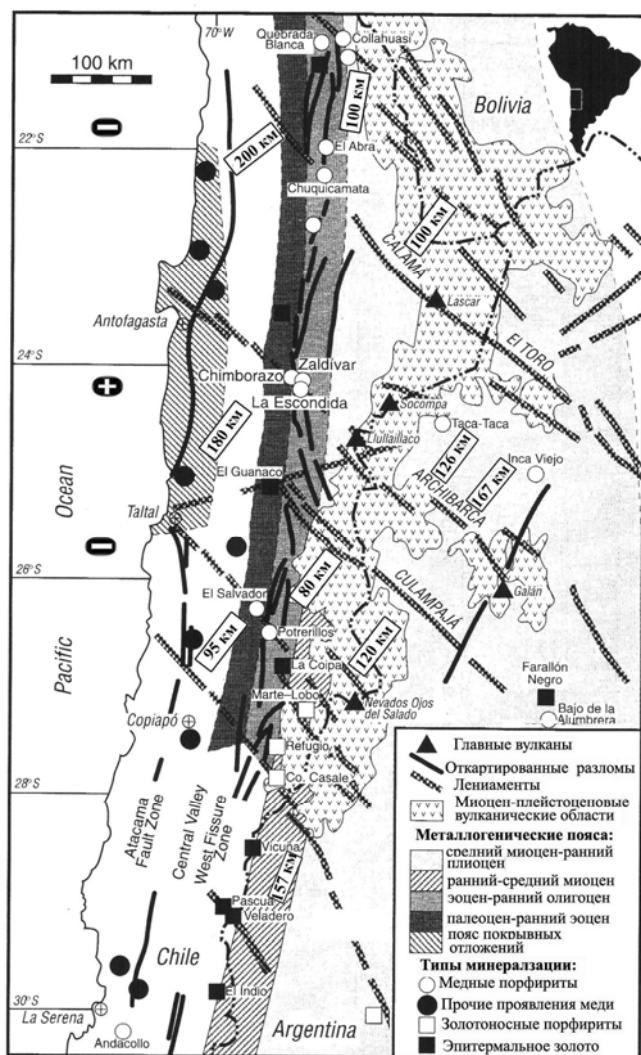 70°W
Quebrada
Blanca
Collahuasi
100 km
100 км
Bolivia
22°S
200 км
El Abra
Chuquicamata
100 км
CALAMA
Lascar
Antofagasta
EI TORO
24°S
Zaldívar
Chimborazo
La Escondida
Socompa
Taca-Taca
Llullaillaco
180 км
126 км
Inca Viejo
167 км
El Guanaco
ARCHIBARCA
Ocean
Taltal
26°S
Galán
CULAMPAJÁ
El Salvador
80 км
Potrerillos
95 км
La Coipa
120 км
Farallón
Negro
Pacific
Marte–Lobo
Nevados Ojos
del Salado
Bajo de la
Alumbrera
Copiapó
Refugio
Co. Casale
28°S
Atacama
Fault Zone
Central Valley
West Fissure
Zone
Vicuña
157 км
Pascua
Veladero
Chile
El Indio
30°S
La Serena
Andacollo
Argentina
Главные вулканы
Откартированные разломы
Лениаменты
Миоцен-плейстоценовые
вулканические области
Металлогенические пояса:
средний миоцен-ранний
плиоцен
ранний-средний миоцен
эоцен-ранний олигоцен
палеоцен-ранний эоцен
пояс покрывных
отложений
Типы минерализации:
Медные порфириты
Прочие проявления меди
Золотоносные порфириты
Эпитермальное золото